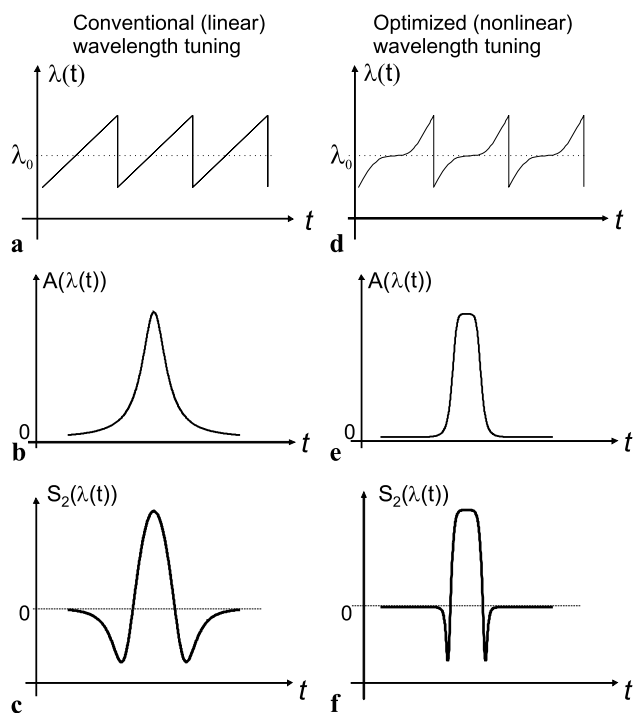 Conventional (linear)
wavelength tuning
Optimized (nonlinear)
wavelength tuning
λ(t)
λ(t)
λ₀
λ₀
t
t
a
d
A(λ(t))
A(λ(t))
0
0
t
t
b
e
S₂(λ(t))
S₂(λ(t))
0
0
t
t
c
f